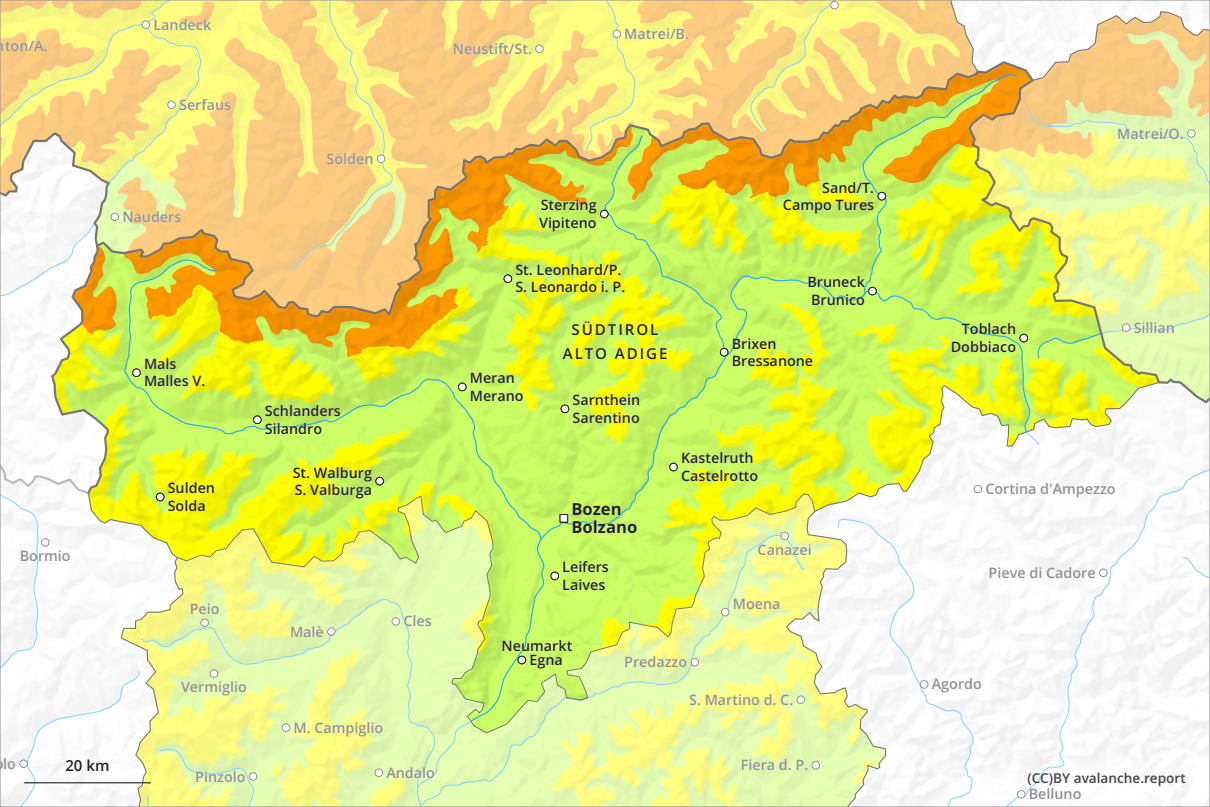 Landeck
Matrei/B.
Neustift/St.
Serfaus
Matrei/O.
Sölden
Nauders
Sand/T.
Campo Tures
Sterzing
Vipiteno
St. Leonhard/P.
S. Leonardo i. P.
Bruneck
Brunico
SÜDTIROL
ALTO ADIGE
Toblach
Dobbiaco
Sillian
Brixen
Bressanone
Mals
Malles V.
Meran
Merano
Sarnthein
Sarentino
Schlanders
Silandro
Kastelruth
Castelrotto
St. Walburg
S. Valburga
Sulden
Solda
Cortina d'Ampezzo
Bozen
Bolzano
Bormio
Canazei
Leifers
Laives
Pieve di Cadore
Peio
Moena
Cles
Malè
Neumarkt
Egna
Predazzo
Vermiglio
Agordo
S. Martino d. C.
M. Campiglio
20 km
Pinzolo
Andalo
Fiera d. P.
(CC)BY avalanche.report
Belluno